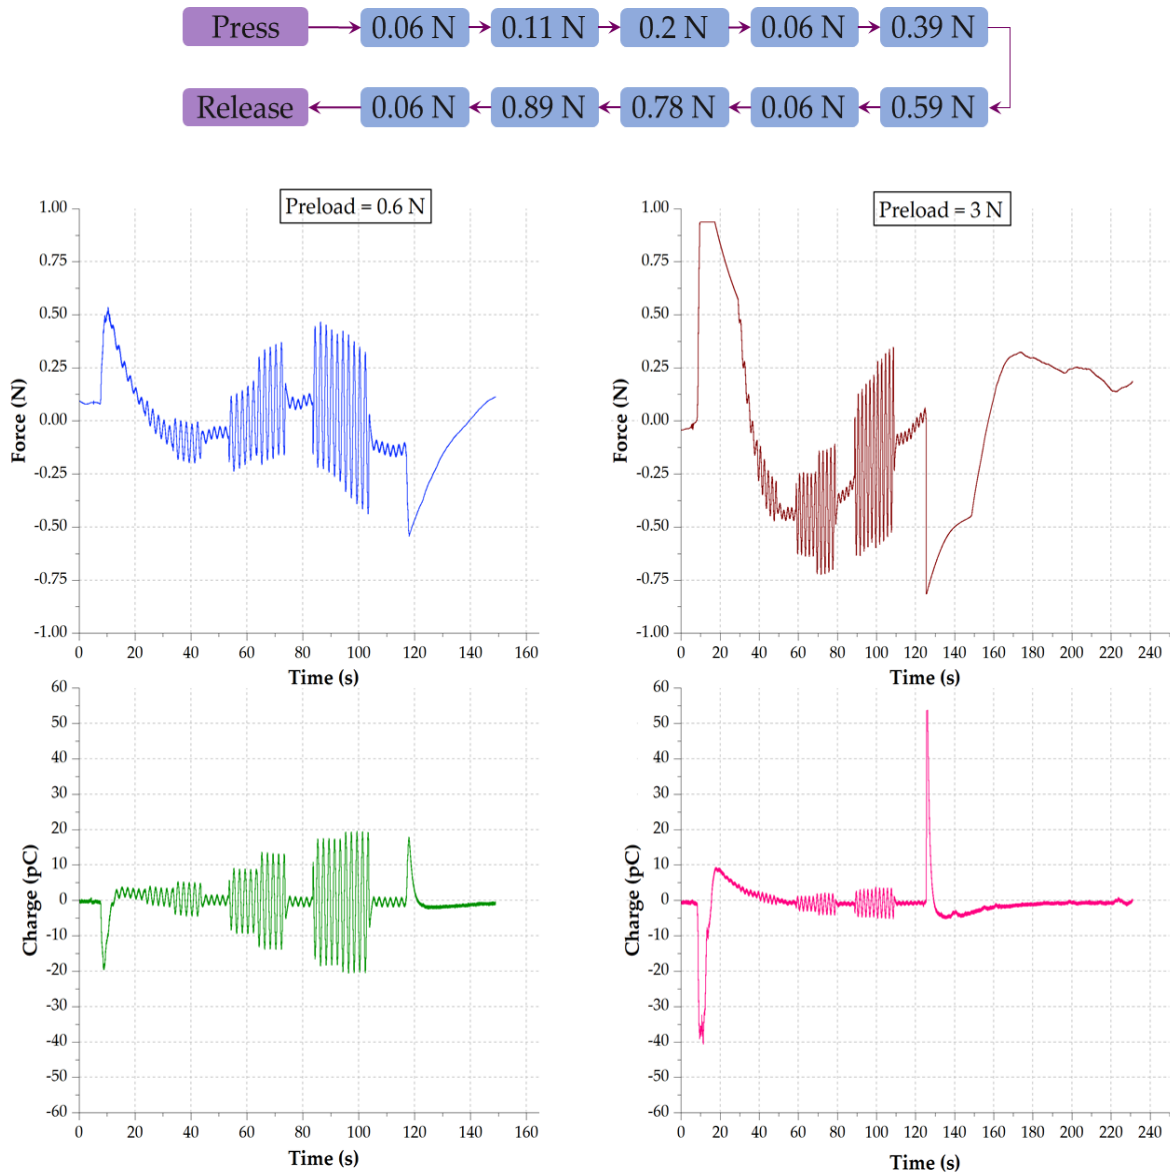 Press 0.06 N 0.11 N 0.2 N 0.06 N 0.39 N
Release 0.06 N 0.89 N 0.78 N 0.06 N 0.59 N
Preload = 0.6 N
1.00
0.75
0.50
0.25
0.00
-0.25
-0.50
-0.75
-1.00
Force (N)
0 20 40 60 80 100 120 140 160
Time (s)
Preload = 3 N
1.00
0.75
0.50
0.25
0.00
-0.25
-0.50
-0.75
-1.00
Force (N)
0 20 40 60 80 100 120 140 160 180 200 220 240
Time (s)
60
50
40
30
20
10
0
-10
-20
-30
-40
-50
-60
Charge (pC)
0 20 40 60 80 100 120 140 160
Time (s)
60
50
40
30
20
10
0
-10
-20
-30
-40
-50
-60
Charge (pC)
0 20 40 60 80 100 120 140 160 180 200 220 240
Time (s)